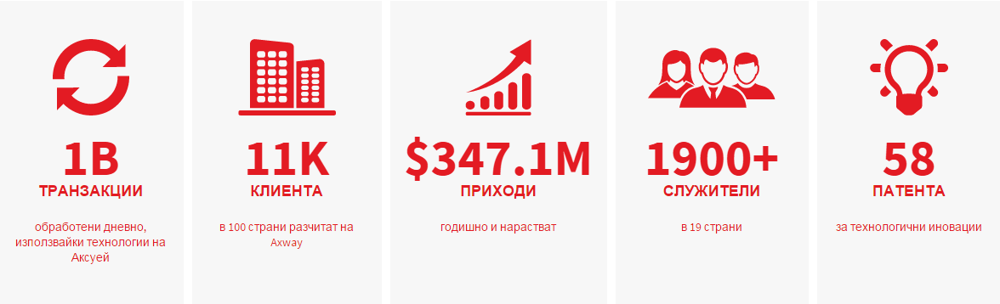 1B
ТРАНЗАКЦИИ
обработени дневно,
използвайки технологии на
Аксуей
11K
КЛИЕНТА
в 100 страни разчитат на
Axway
$347.1M
ПРИХОДИ
годишно и нарастват
1900+
СЛУЖИТЕЛИ
в 19 страни
58
ПАТЕНТА
за технологични иновации